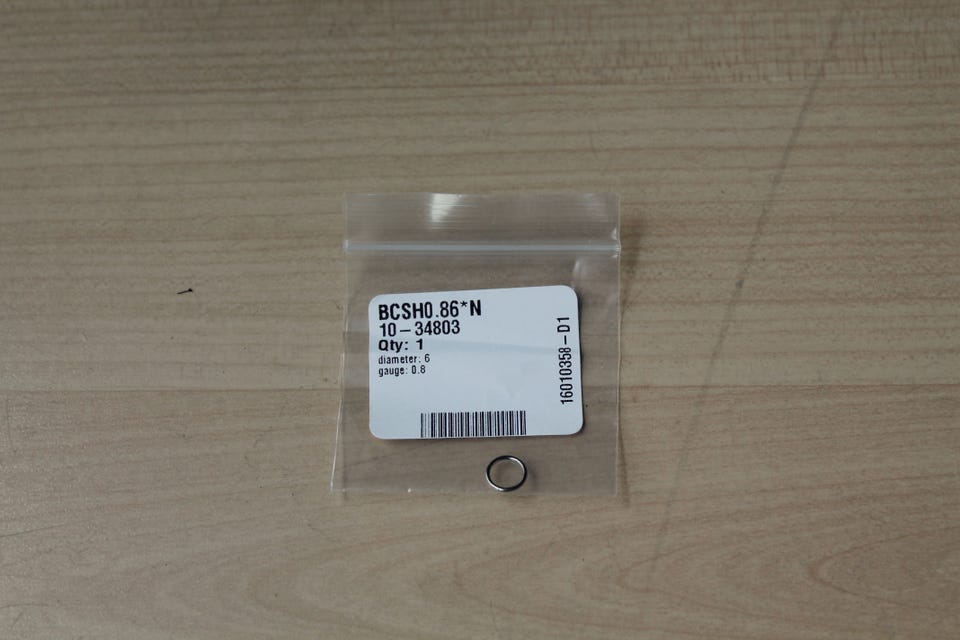 BCSH0.86*N
10-34803
Qty: 1
diameter: 6
gauge: 0.8
16010358-D1